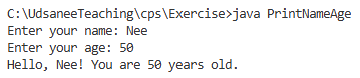 C:\UdsaneeTeaching\cps\Exercise>java PrintNameAge
Enter your name: Nee
Enter your age: 50
Hello, Nee! You are 50 years old.